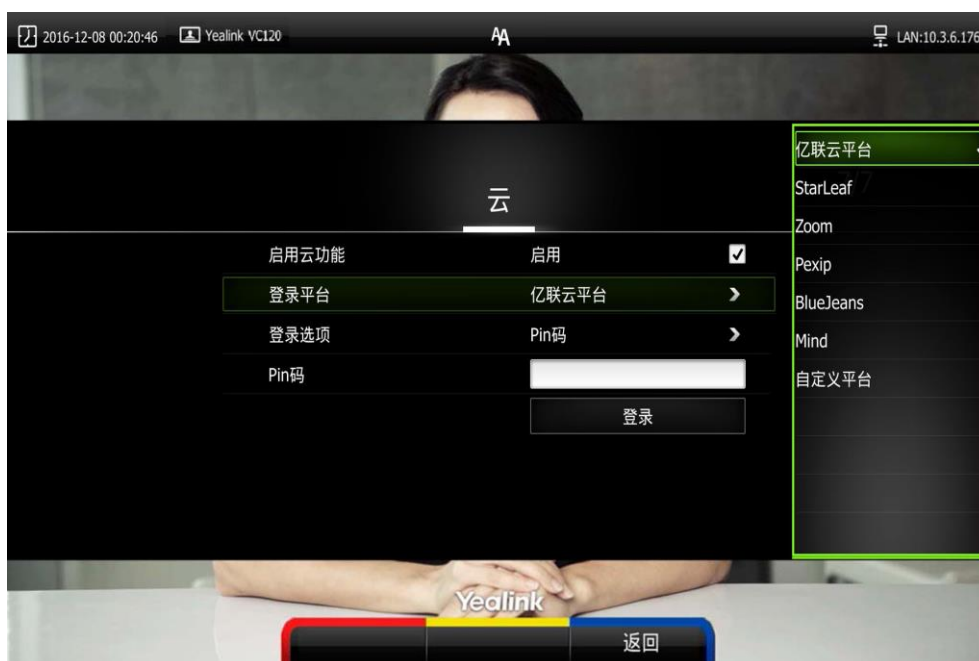 2016-12-08 00:20:46 Yealink VC120 AA LAN:10.3.6.176
云
启用云功能 启用
登录平台 亿联云平台
登录选项 Pin码
Pin码
登录
亿联云平台
StarLeaf
Zoom
Pexip
BlueJeans
Mind
自定义平台
Yealink
返回